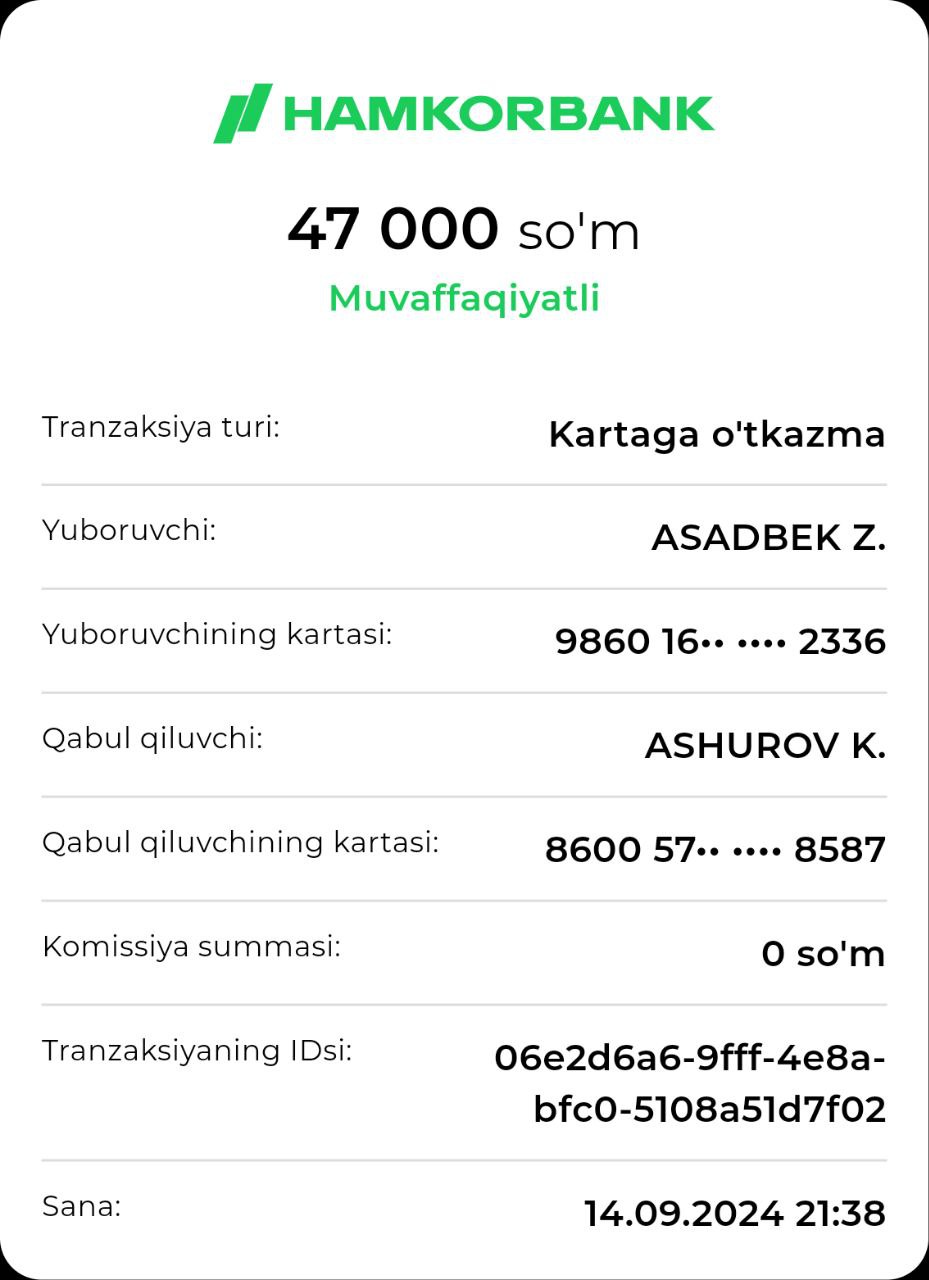 HAMKORBANK
47 000 so'm
Muvaffaqiyatli
Tranzaksiya turi: Kartaga o'tkazma
Yuboruvchi: ASADBEK Z.
Yuboruvchining kartasi: 9860 16•• •••• 2336
Qabul qiluvchi: ASHUROV K.
Qabul qiluvchining kartasi: 8600 57•• •••• 8587
Komissiya summasi: 0 so'm
Tranzaksiyaning IDsi: 06e2d6a6-9fff-4e8a-
bfc0-5108a51d7f02
Sana: 14.09.2024 21:38